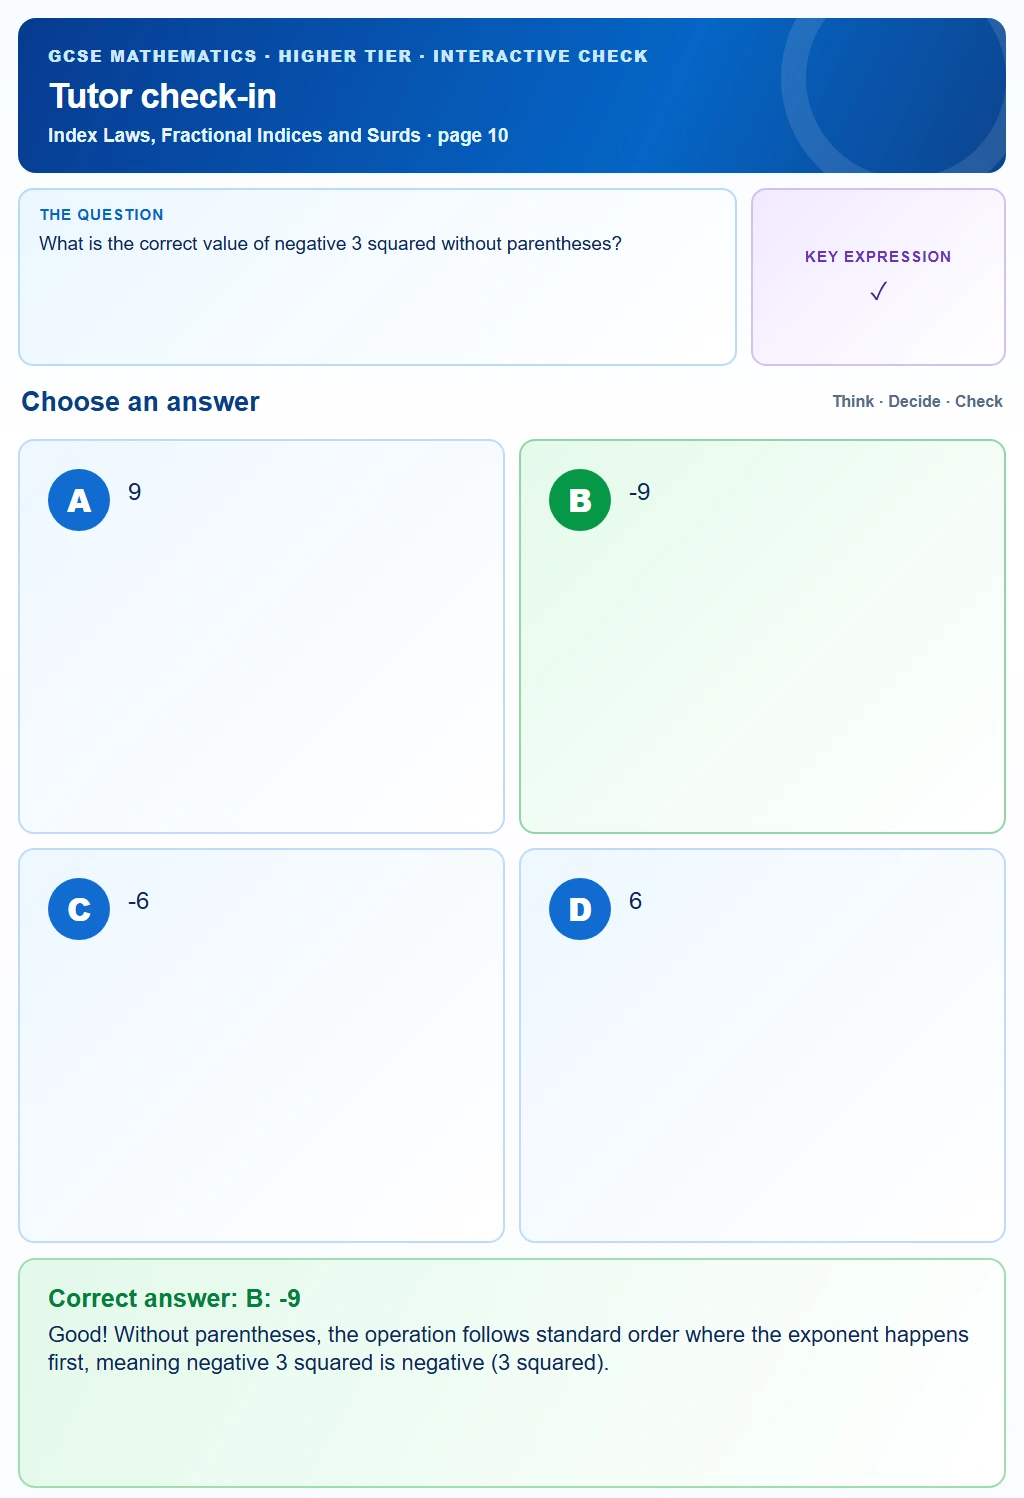 GCSE MATHEMATICS · HIGHER TIER · INTERACTIVE CHECK
Tutor check-in
Index Laws, Fractional Indices and Surds · page 10
THE QUESTION
What is the correct value of negative 3 squared without parentheses?
KEY EXPRESSION
✓
Choose an answer
Think · Decide · Check
A 9
B -9
C -6
D 6
Correct answer: B: -9
Good! Without parentheses, the operation follows standard order where the exponent happens
first, meaning negative 3 squared is negative (3 squared).